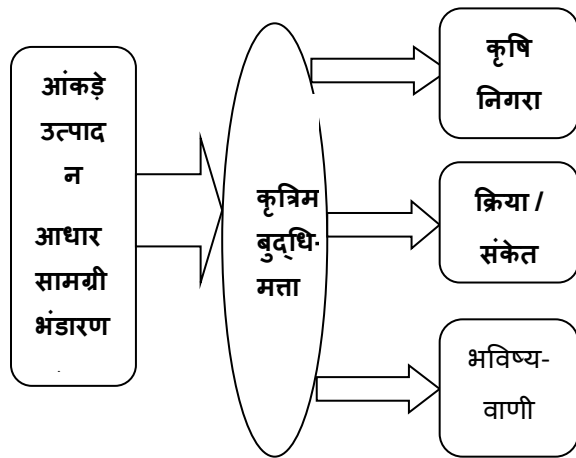 आंकड़े
उत्पाद
न
आधार
सामग्री
भंडारण
.
कृत्रिम
बुद्धि-
मत्ता
कृषि
निगरा
क्रिया /
संकेत
भविष्य-
वाणी